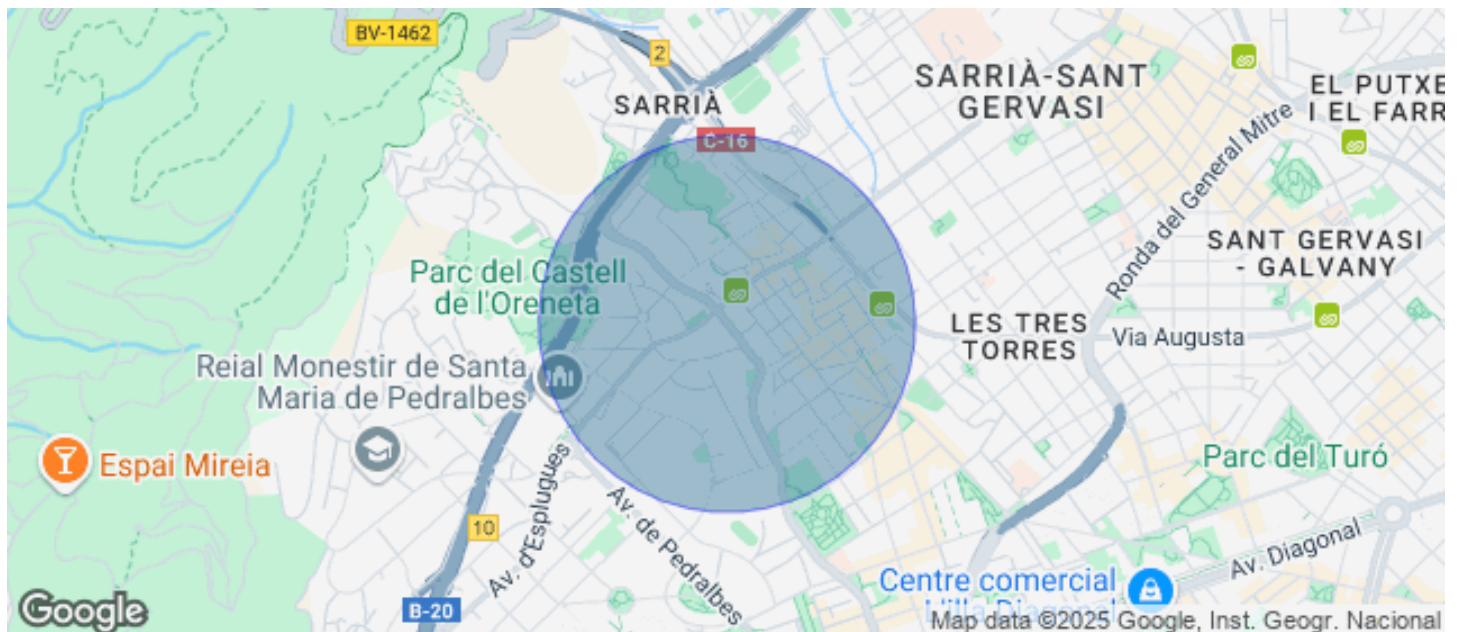 BV-1462
2
SARRIÀ
SARRIÀ-SANT
GERVASI
EL PUTXE
I EL FARR
C-16
Ronda del General Mitre
SANT GERVASI
- GALVANY
Parc del Castell
de l'Oreneta
LES TRES
TORRES
Via Augusta
Reial Monestir de Santa
Maria de Pedralbes
Espai Mireia
Parc del Turó
10
Av. d'Esplugues
Av. de Pedralbes
Av. Diagonal
Centre comercial
L'illa Diagonal
B-20
Google
Map data ©2025 Google, Inst. Geogr. Nacional